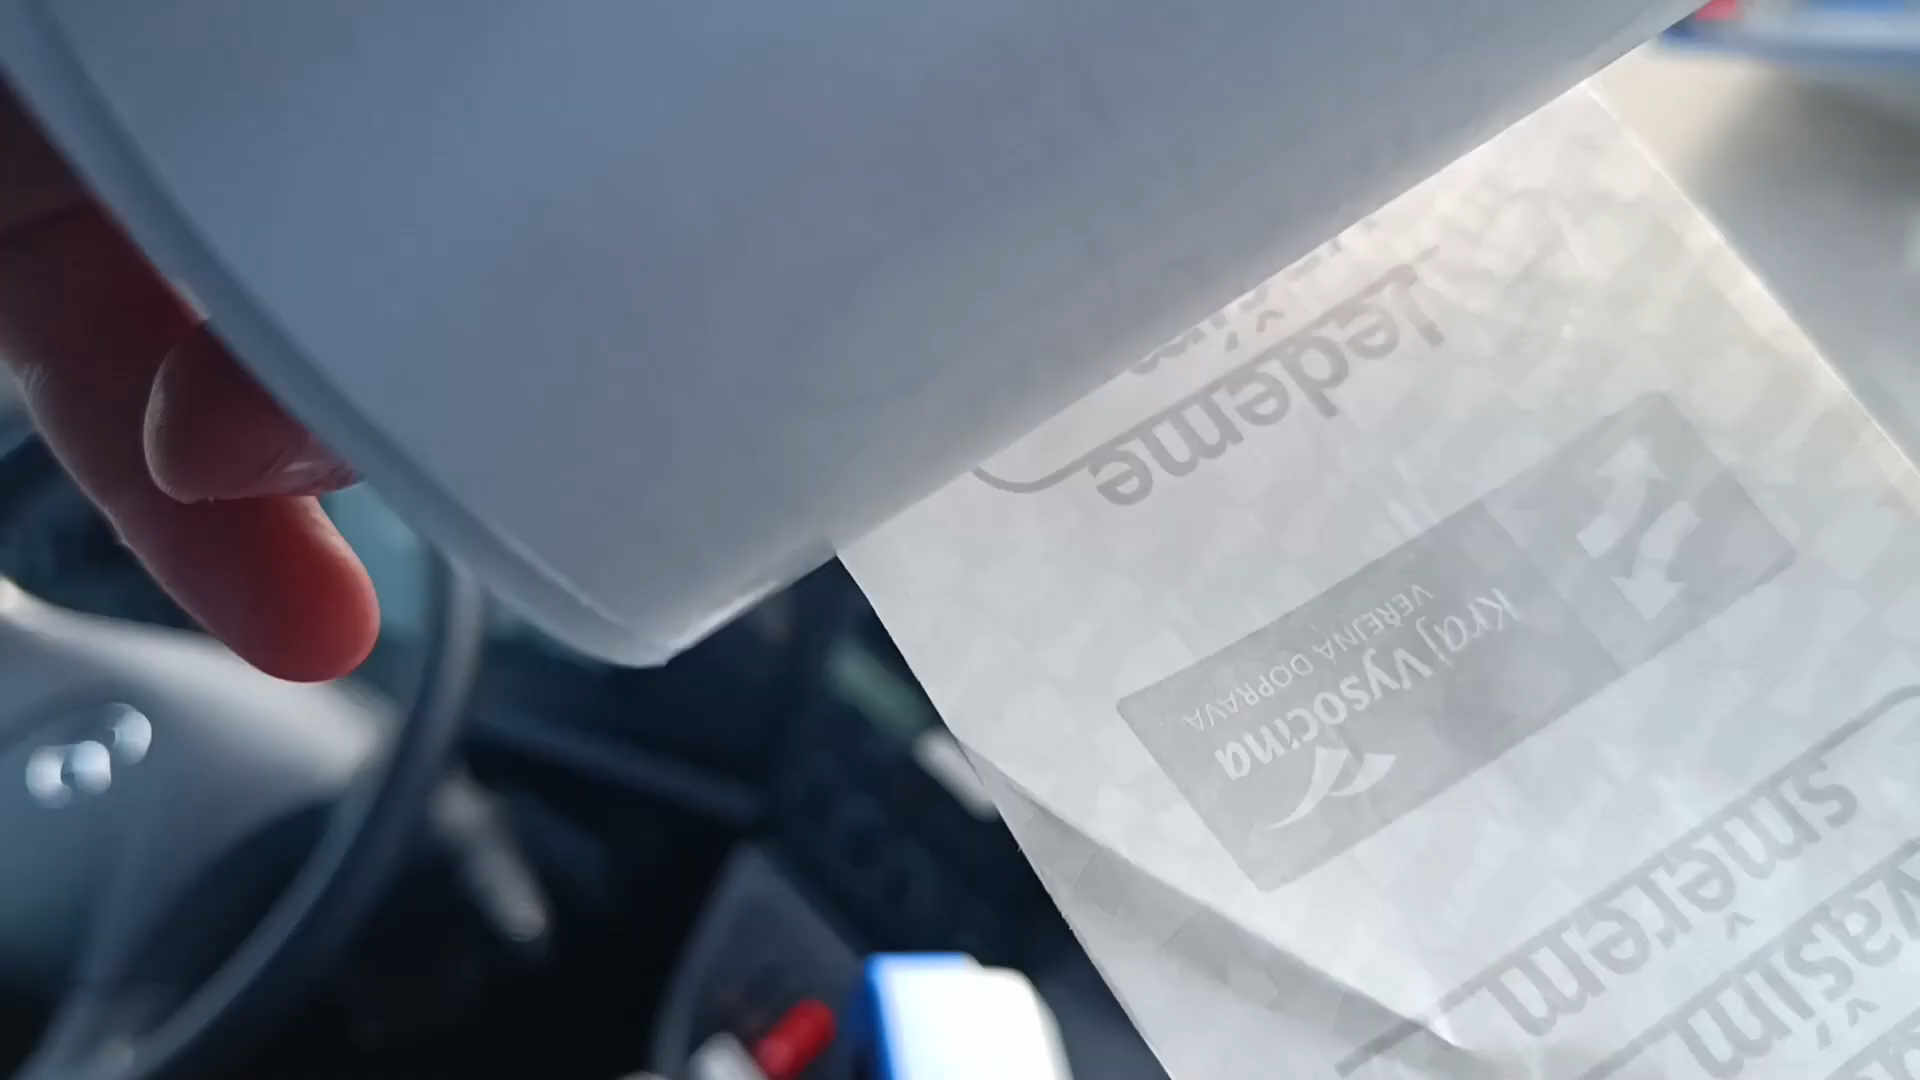 směrem
vaším
Kraj Vysočina
VEŘEJNÁ DOPRAVA
Jedeme